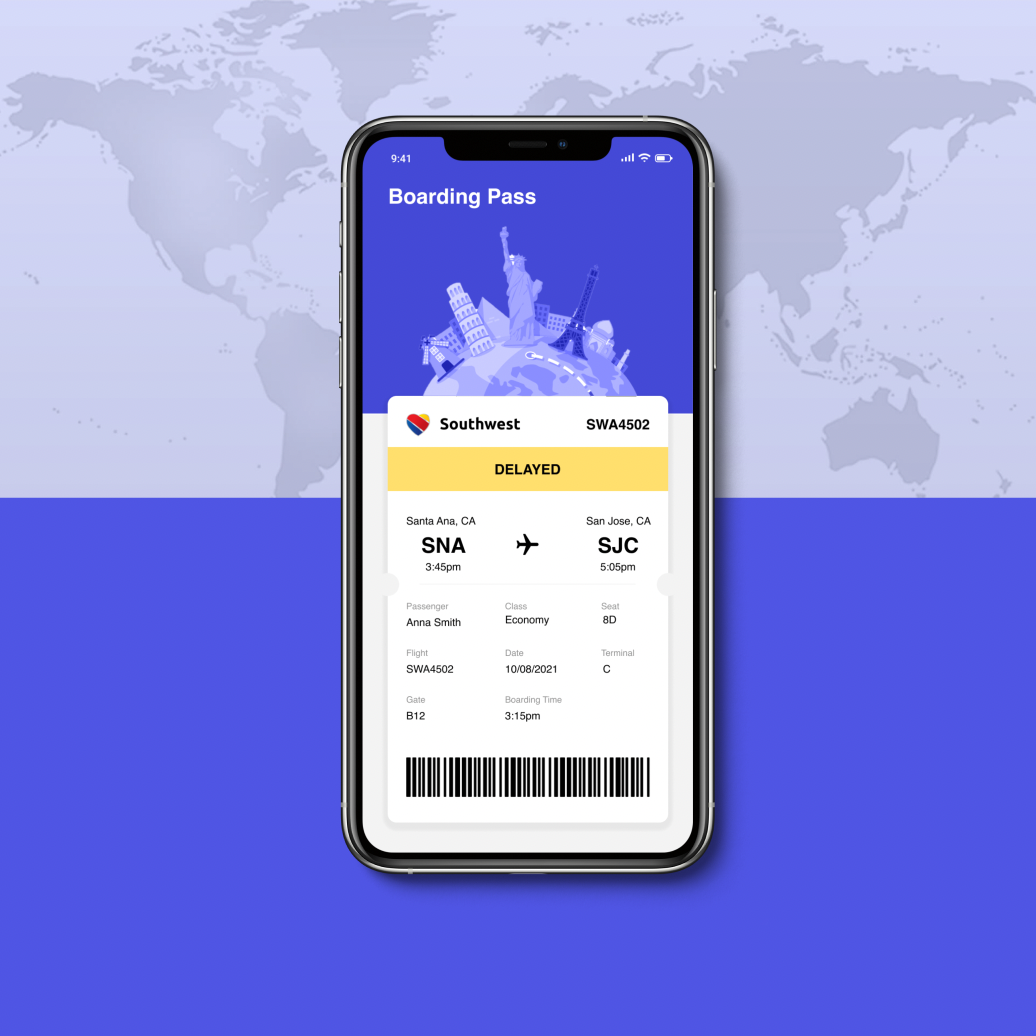 9:41
Boarding Pass
Southwest SWA4502
DELAYED
Santa Ana, CA San Jose, CA
SNA SJC
3:45pm 5:05pm
Passenger Class Seat
Anna Smith Economy 8D
Flight Date Terminal
SWA4502 10/08/2021 C
Gate Boarding Time
B12 3:15pm